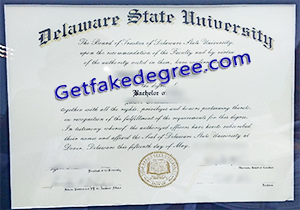 Delaware State University
The Board of Trustees of Delaware State University,
upon the recommendation of the Faculty and by virtue
of the authority vested in them, have
Getfakedegree.com
Bachelor
together with all the rights, privileges and honors pertaining thereto
in recognition of the fulfillment of the requirements for this degree.
In testimony whereof the authorized officers have hereto subscribed
their names and affixed the Seal of Delaware State University at
Dover, Delaware this fifteenth day of May,